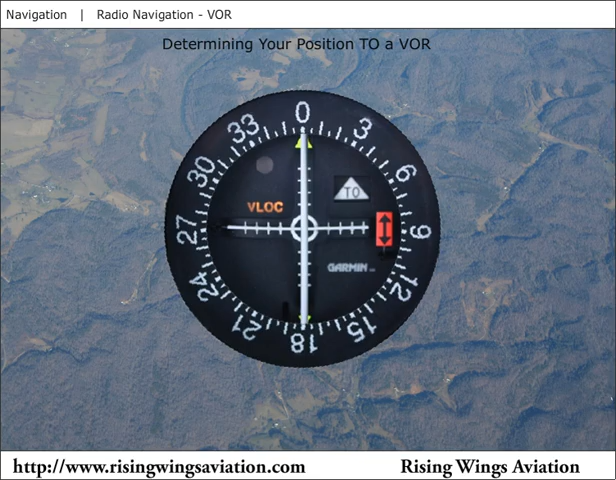 Navigation | Radio Navigation - VOR
Determining Your Position TO a VOR
0
3
6
9
12
15
18
21
24
27
30
33
TO
VLOC
GARMIN
http://www.risingwingsaviation.com Rising Wings Aviation